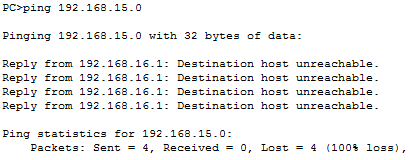 PC>ping 192.168.15.0
Pinging 192.168.15.0 with 32 bytes of data:
Reply from 192.168.16.1: Destination host unreachable.
Reply from 192.168.16.1: Destination host unreachable.
Reply from 192.168.16.1: Destination host unreachable.
Reply from 192.168.16.1: Destination host unreachable.
Ping statistics for 192.168.15.0:
Packets: Sent = 4, Received = 0, Lost = 4 (100% loss),